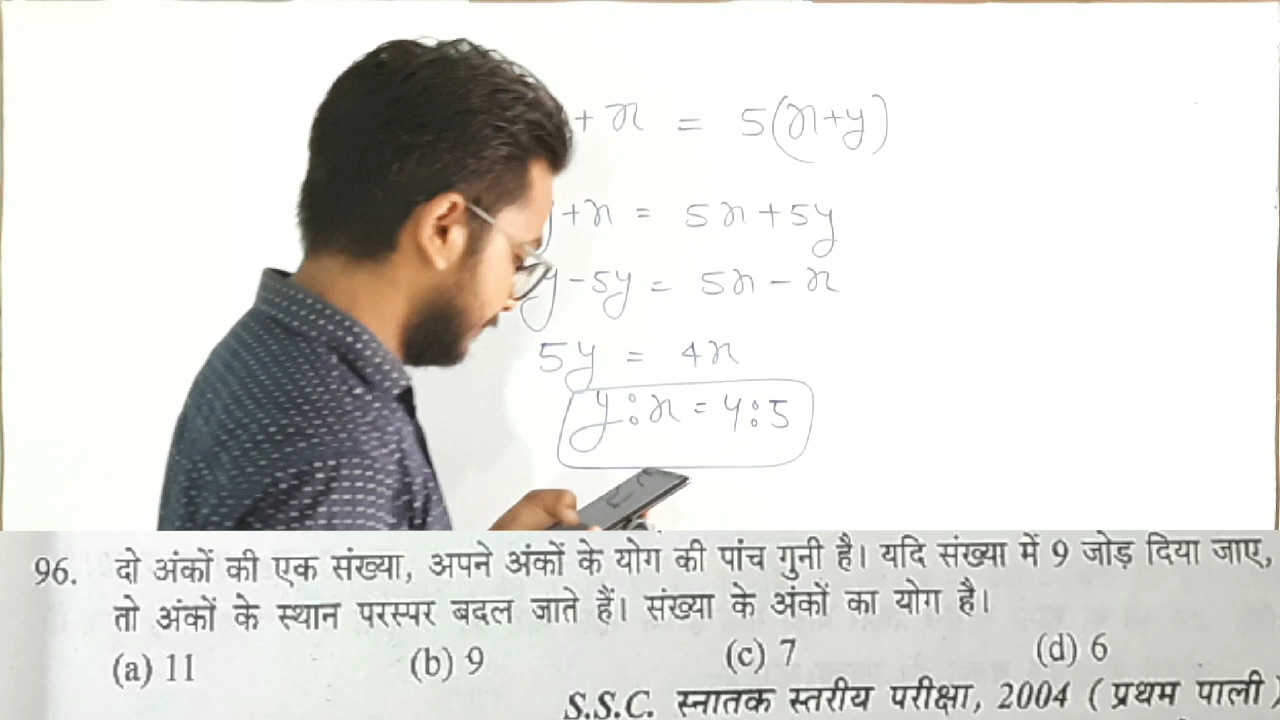 + x = 5(x+y)
y+x = 5x+5y
y-5y = 5x-x
5y = 4x
y:x = 4:5
96. दो अंकों की एक संख्या, अपने अंकों के योग की पांच गुनी है। यदि संख्या में 9 जोड़ दिया जाए,
तो अंकों के स्थान परस्पर बदल जाते हैं। संख्या के अंकों का योग है।
(a) 11 (b) 9 (c) 7 (d) 6
S.S.C. स्नातक स्तरीय परीक्षा, 2004 ( प्रथम पाली )